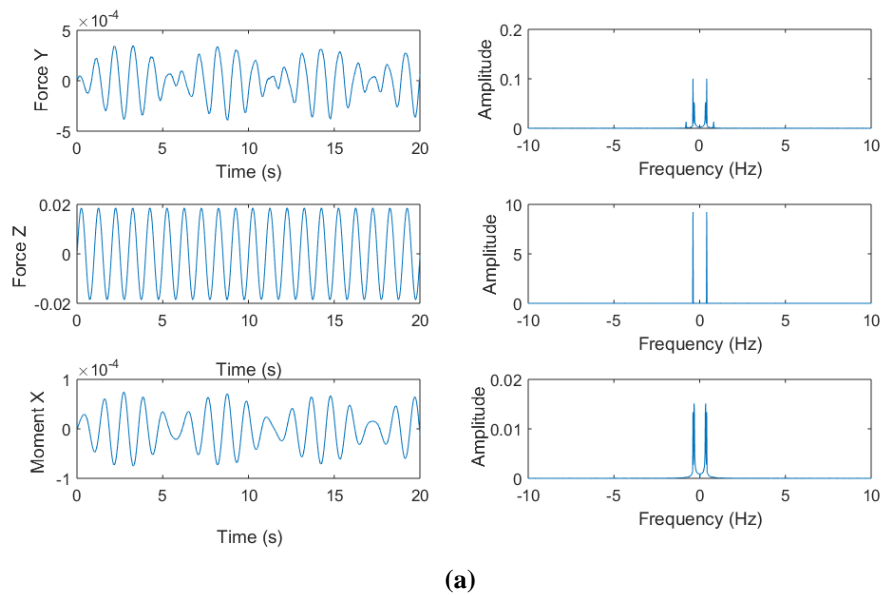 ×10-4
5
0
-5
Force Y
0 5 10 15 20
Time (s)
0.2
0.1
0
Amplitude
-10 -5 0 5 10
Frequency (Hz)
0.02
0
-0.02
Force Z
0 5 10 15 20
Time (s)
10
5
0
Amplitude
-10 -5 0 5 10
Frequency (Hz)
×10-4
1
0
-1
Moment X
0 5 10 15 20
Time (s)
0.02
0.01
0
Amplitude
-10 -5 0 5 10
Frequency (Hz)
(a)